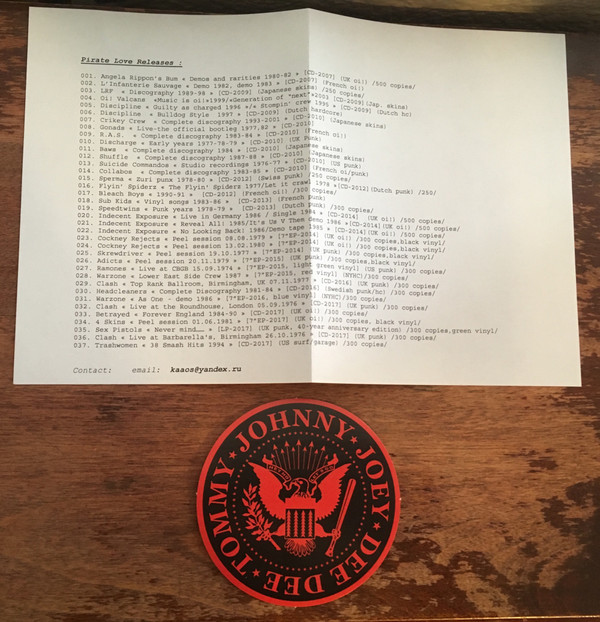 Pirate Love Releases :
001. Angela Rippon's Bum « Demos and rarities 1980-82 » [CD-2007] (UK oi!) /500 copies/
002. L'Infanterie Sauvage « Demo 1982, demo 1983 » [CD-2007] (French oi!)
003. LRF « Discography 1989-98 » [CD-2009] (Japanese skins) /250 copies/
004. Oi! Valcans «Music is oi!»1999/«Generation of "next"»2001 [CD-2009](Jap. skins)
005. Discipline « Guilty as charged 1996 »/« Stompin' crew 1995 » [CD-2009] (Dutch hc)
006. Discipline « Bulldog Style 1997 » [CD-2009] (Dutch hardcore)
007. Crikey Crew « Complete discography 1993-2001 » [CD-2010] (Japanese skins)
008. Gonads « Live-the official bootleg 1977,82 » [CD-2010]
009. R.A.S. « Complete discography 1983-84 » [CD-2010] (French oi!)
010. Discharge « Early years 1977-78-79 » [CD-2010] (UK Punk)
011. Baws « Complete discography 1984 » [CD-2010] (Japanese skins)
012. Shuffle « Complete discography 1987-88 » [CD-2010] (Japanese skins)
013. Suicide Commandos « Studio recordings 1976-77 » [CD-2010] (US punk)
014. Collabos « Complete discography 1983-85 » [CD-2010] (French oi/punk)
015. Sperma « Zuri punx 1978-80 » [CD-2012] (Swiss punk) /250 copies/
016. Flyin' Spiderz « The Flyin' Spiderz 1977/Let it crawl 1978 »[CD-2012](Dutch punk) /250/
017. Bleach Boys « 1990-91 » [CD-2012] (French oi!) /300 copies/
018. Sub Kids « Vinyl songs 1983-86 » [CD-2013] (French punk)
019. Speedtwins « Punk years 1978-79 » [CD-2013] (Dutch punk)
020. Indecent Exposure « Live in Germany 1986 / Single 1984 » [CD-2014] (UK oi!) /500 copies/
021. Indecent Exposure « Reveal All! 1985/It's Us V Them demo 1986 »[CD-2014](UK oi!) /500 copies/
022. Indecent Exposure « No Looking Back! 1986/Demo tape 1985 »[CD-2014](UK oi!) /500 copies/
023. Cockney Rejects « Peel session 08.08.1979 » [7"EP-2014] (UK oi!) /300 copies,black vinyl/
024. Cockney Rejects « Peel session 13.02.1980 » [7"EP-2014] (UK oi!) /300 copies,black vinyl/
025. Skrewdriver « Peel session 19.10.1977 » [7"EP-2014] (UK punk) /300 copies,black vinyl/
026. Adicts « Peel session 20.11.1979 » [7"EP-2015] (UK punk) /300 copies,black vinyl/
027. Ramones « Live at CBGB 15.09.1974 » [7"EP-2015, light green vinyl] (US punk) /300 copies/
028. Warzone « Lower East Side Crew 1987 » [7"EP-2015, red vinyl] (NYHC)/300 copies/
029. Clash « Top Rank Ballroom, Birmingham, UK 07.11.1977 » [CD-2016] (UK punk) /300 copies/
030. Headcleaners « Complete Discography 1981-84 » [CD-2016] (Swedish punk/hc) /300 copies/
031. Warzone « As One - demo 1986 » [7"EP-2016, blue vinyl] (NYHC)/300 copies/
032. Clash « Live at the Roundhouse, London 05.09.1976 » [CD-2017] (UK punk) /300 copies/
033. Betrayed « Forever England 1984-90 » [CD-2017] (UK oi!) /300 copies/
034. 4 Skins « Peel session 01.06.1981 » [7"EP-2017] (UK oi!) /300 copies, black vinyl/
035. Sex Pistols « Never mind…… » [LP-2017] (UK punk, 40-year anniversary edition) /300 copies,green vinyl/
036. Clash « Live at Barbarella's, Birmingham 26.10.1976 » [CD-2017] (UK punk) /300 copies/
037. Trashwomen « 38 Smash Hits 1994 » [CD-2017] (US surf/garage) /300 copies/
Contact: email: kaaos@yandex.ru
TOMMY ★ JOHNNY ★ JOEY ★ DEE DEE ★